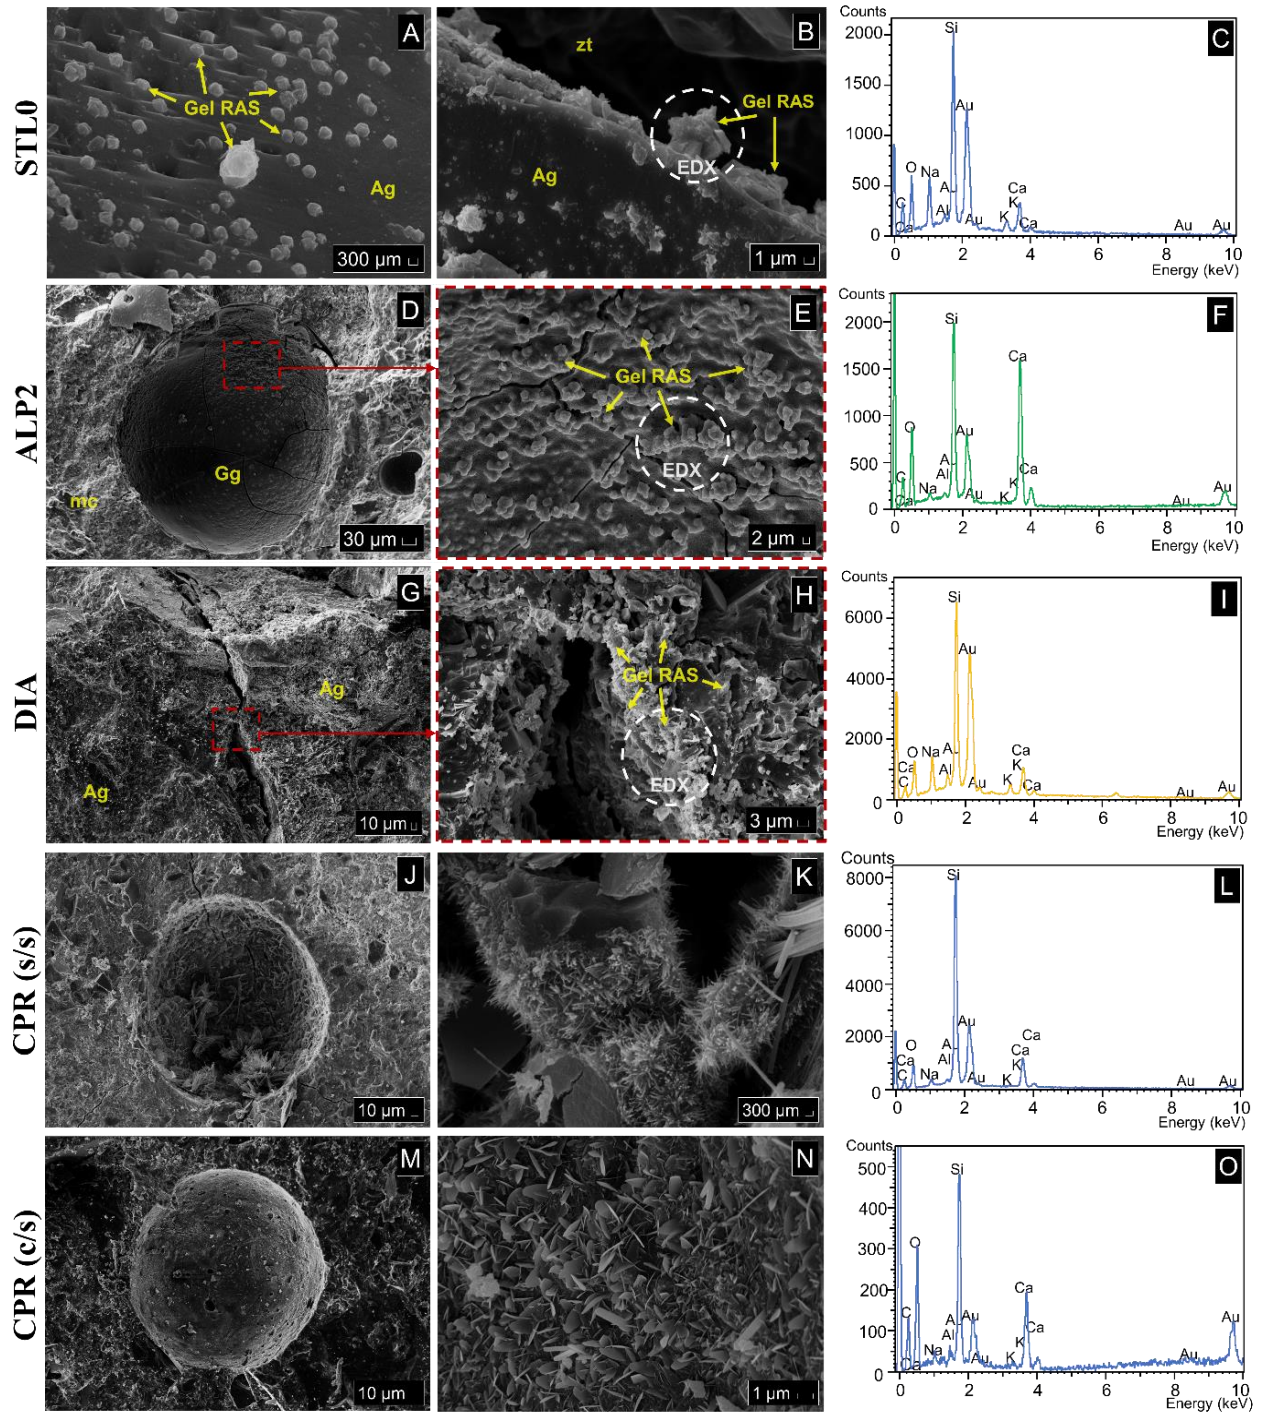 STL0
A
Gel RAS
Ag
300 µm
B
zt
Gel RAS
EDX
Ag
1 µm
C
Counts
2000
1500
1000
500
0
Si
Au
O
Na
A
Al
C
Ca
Au
K
K
Ca
Ca
Au
Au
0 2 4 6 8 10
Energy (keV)
ALP2
D
Gg
mc
30 µm
E
Gel RAS
EDX
2 µm
F
Counts
2000
1500
1000
500
0
Si
Ca
Au
O
A
Al
C
Ca
Na
Au
K
K
Ca
Au
Au
0 2 4 6 8 10
Energy (keV)
DIA
G
Ag
Ag
10 µm
H
Gel RAS
EDX
3 µm
I
Counts
6000
4000
2000
0
Si
Au
O
Na
A
Al
Ca
C
Au
K
K
Ca
Ca
Au
Au
0 2 4 6 8 10
Energy (keV)
CPR (s/s)
J
10 µm
K
300 µm
L
Counts
8000
6000
4000
2000
0
Si
Au
O
A
Al
Ca
C
Na
Au
K
K
Ca
Ca
Au
Au
0 2 4 6 8 10
Energy (keV)
CPR (c/s)
M
10 µm
N
1 µm
O
Counts
500
400
300
200
100
0
Si
O
C
Ca
Na
A
Al
Au
Au
K
K
Ca
Ca
Au
Au
0 2 4 6 8 10
Energy (keV)